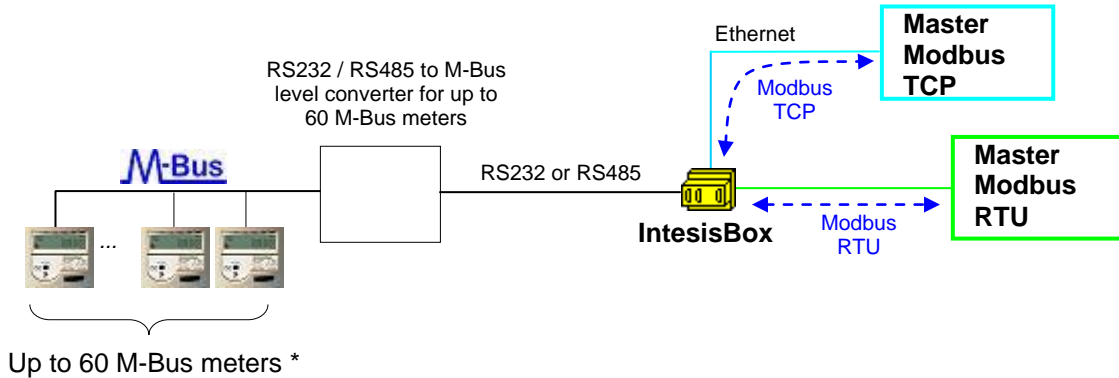 Ethernet
Master
Modbus
TCP
RS232 / RS485 to M-Bus
level converter for up to
60 M-Bus meters
Modbus
TCP
M-Bus
RS232 or RS485
Master
Modbus
RTU
IntesisBox
Modbus
RTU
...
Up to 60 M-Bus meters *